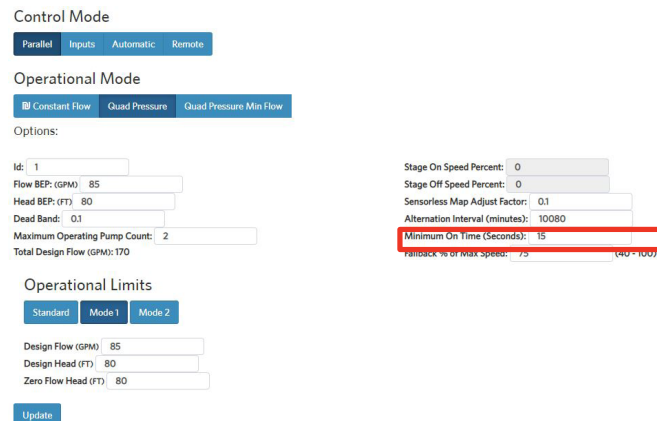 Control Mode
Parallel Inputs Automatic Remote
Operational Mode
Constant Flow Quad Pressure Quad Pressure Min Flow
Options:
Id: 1
Flow BEP: (GPM) 85
Head BEP: (FT) 80
Dead Band: 0.1
Maximum Operating Pump Count: 2
Total Design Flow (GPM): 170
Stage On Speed Percent: 0
Stage Off Speed Percent: 0
Sensorless Map Adjust Factor: 0.1
Alternation Interval (minutes): 10080
Minimum On Time (Seconds): 15
Fallback % of Max Speed: 75 (40 - 100)
Operational Limits
Standard Mode 1 Mode 2
Design Flow (GPM) 85
Design Head (FT) 80
Zero Flow Head (FT) 80
Update